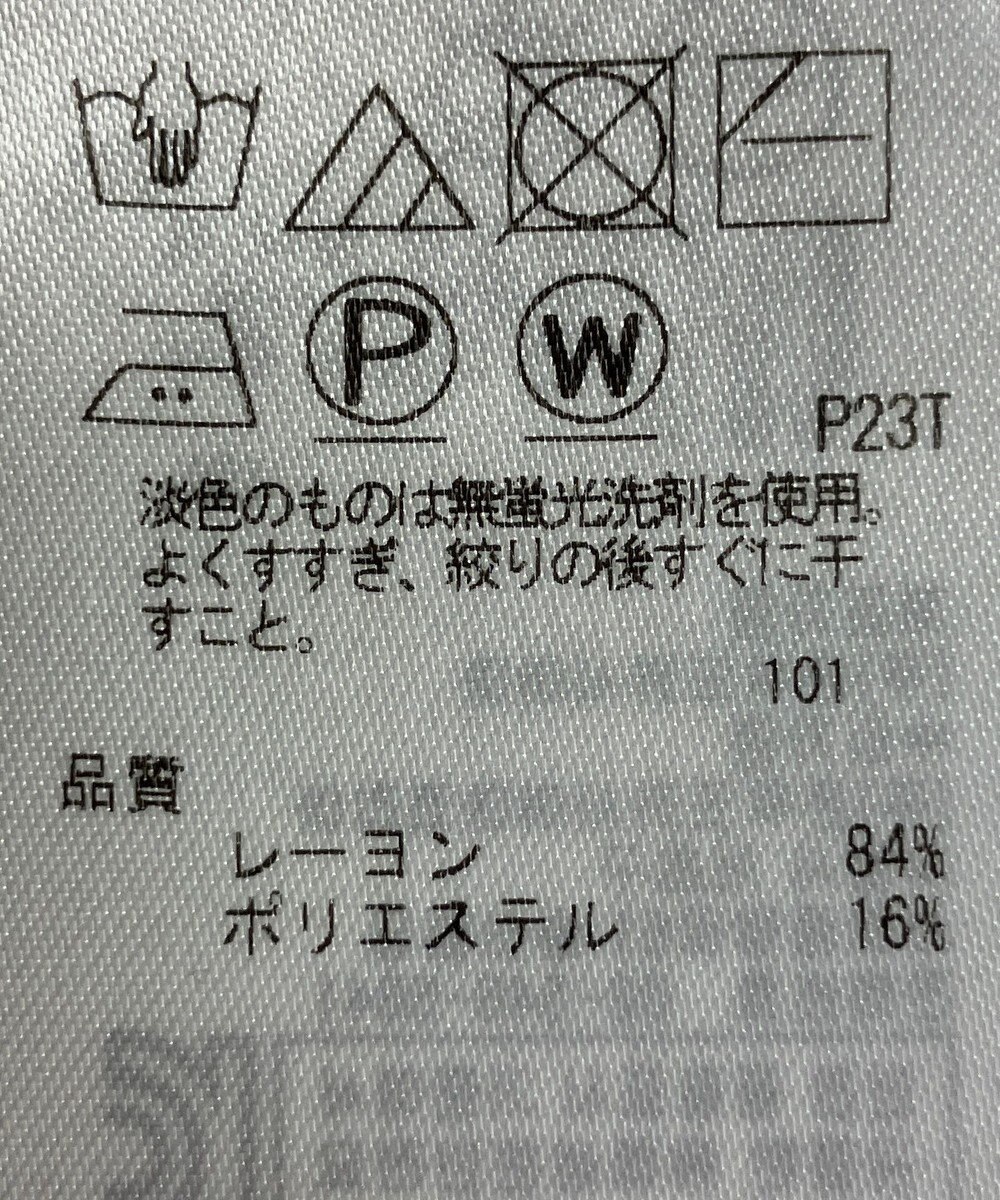 P
W
P23T
淡色のものは無蛍光洗剤を使用。
よくすすぎ、絞りの後すぐに干
すこと。
101
品質
レーヨン 84%
ポリエステル 16%